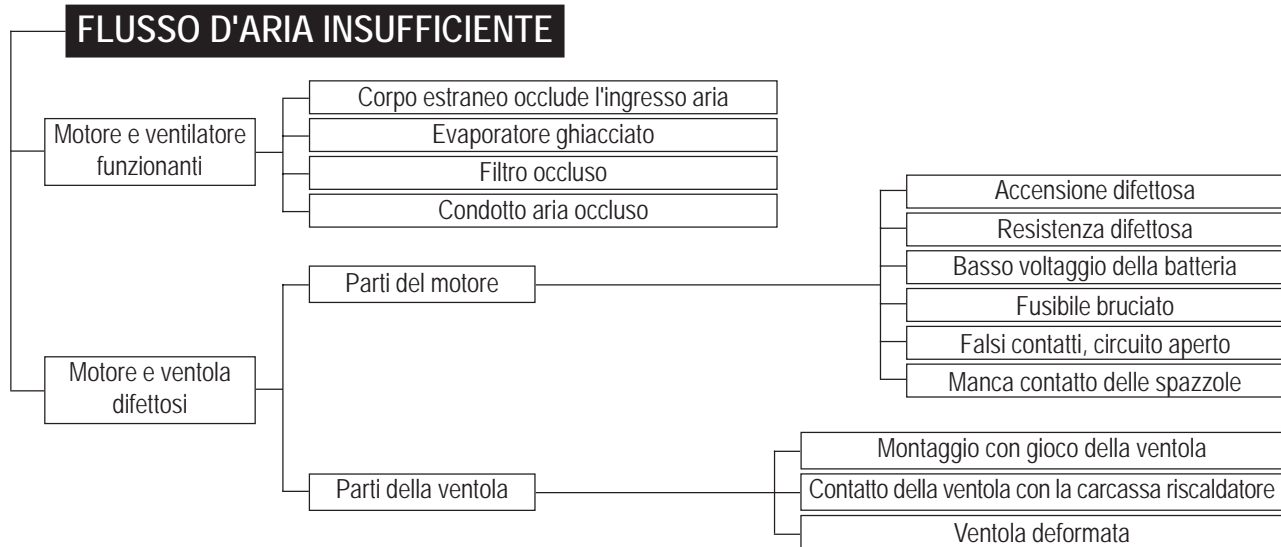 FLUSSO D'ARIA INSUFFICIENTE
Motore e ventilatore
funzionanti
Corpo estraneo occlude l'ingresso aria
Evaporatore ghiacciato
Filtro occluso
Condotto aria occluso
Motore e ventola
difettosi
Parti del motore
Accensione difettosa
Resistenza difettosa
Basso voltaggio della batteria
Fusibile bruciato
Falsi contatti, circuito aperto
Manca contatto delle spazzole
Parti della ventola
Montaggio con gioco della ventola
Contatto della ventola con la carcassa riscaldatore
Ventola deformata